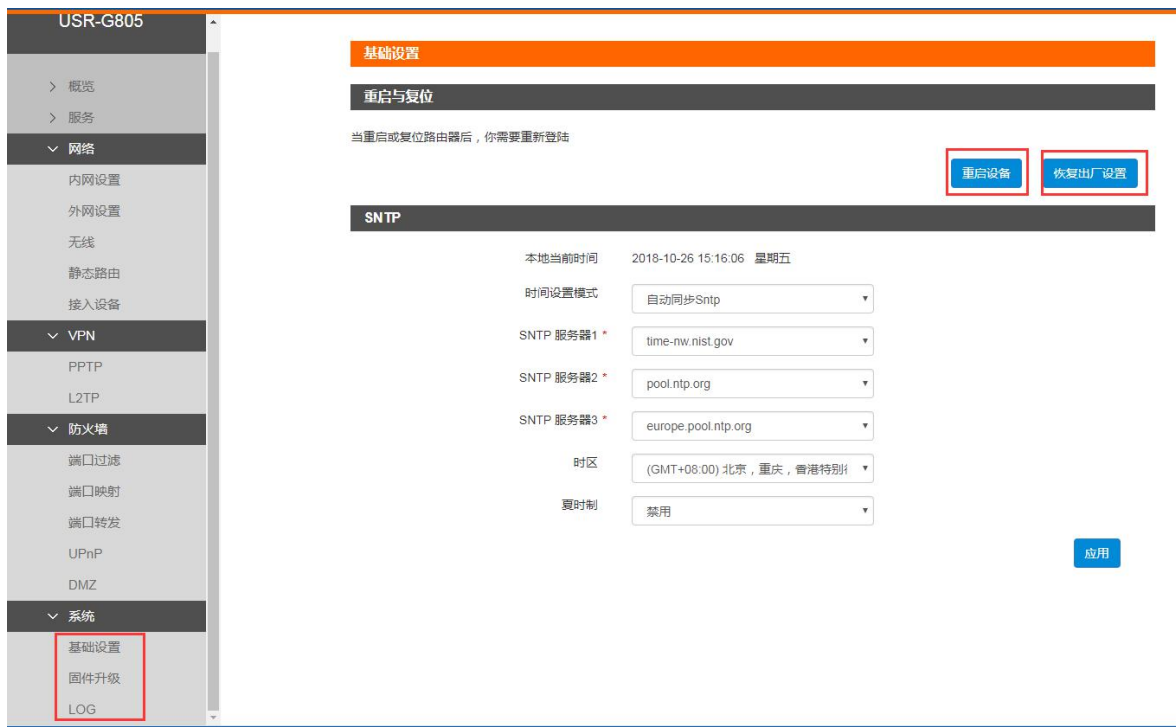 USR-G805
概览
服务
网络
内网设置
外网设置
无线
静态路由
接入设备
VPN
PPTP
L2TP
防火墙
端口过滤
端口映射
端口转发
UPnP
DMZ
系统
基础设置
固件升级
LOG
基础设置
重启与复位
当重启或复位路由器后，你需要重新登陆
重启设备 恢复出厂设置
SNTP
本地当前时间 2018-10-26 15:16:06 星期五
时间设置模式 自动同步Sntp
SNTP 服务器1 * time-nw.nist.gov
SNTP 服务器2 * pool.ntp.org
SNTP 服务器3 * europe.pool.ntp.org
时区 (GMT+08:00) 北京，重庆，香港特别
夏时制 禁用
应用